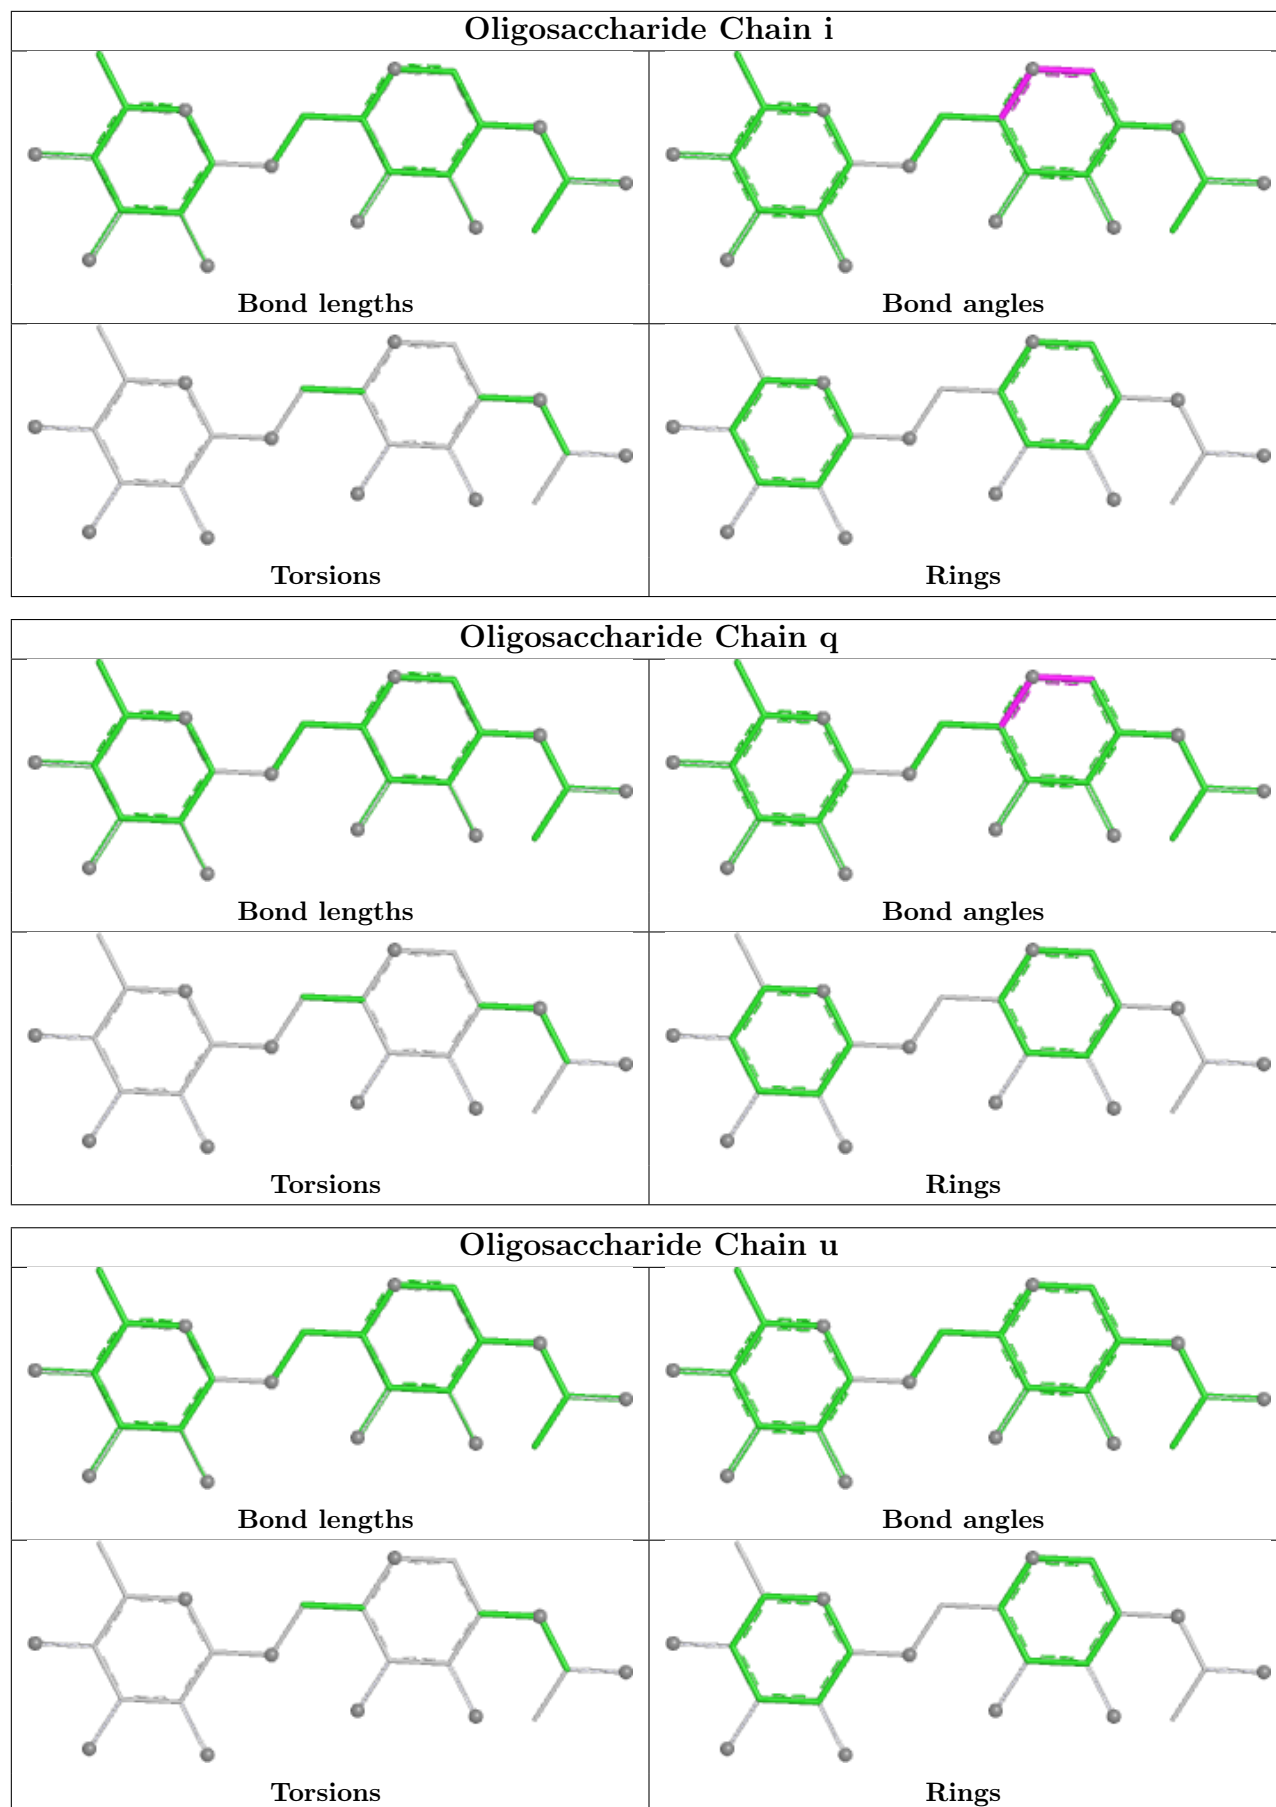 Oligosaccharide Chain i
Bond lengths
Bond angles
Torsions
Rings
Oligosaccharide Chain q
Bond lengths
Bond angles
Torsions
Rings
Oligosaccharide Chain u
Bond lengths
Bond angles
Torsions
Rings